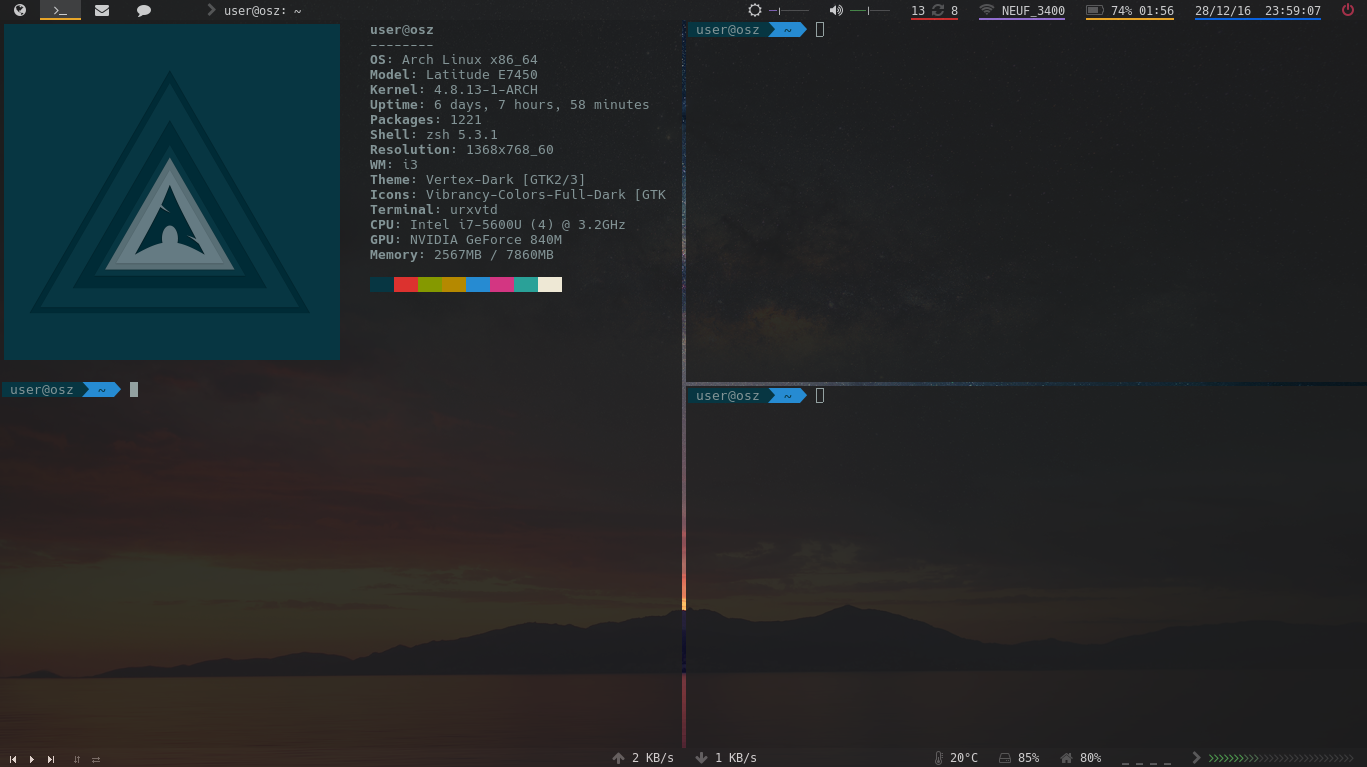 user@osz: ~
13 8
NEUF_3400
74% 01:56
28/12/16 23:59:07
user@osz
--------
OS: Arch Linux x86_64
Model: Latitude E7450
Kernel: 4.8.13-1-ARCH
Uptime: 6 days, 7 hours, 58 minutes
Packages: 1221
Shell: zsh 5.3.1
Resolution: 1368x768_60
WM: i3
Theme: Vertex-Dark [GTK2/3]
Icons: Vibrancy-Colors-Full-Dark [GTK
Terminal: urxvtd
CPU: Intel i7-5600U (4) @ 3.2GHz
GPU: NVIDIA GeForce 840M
Memory: 2567MB / 7860MB
user@osz ~
user@osz ~
user@osz ~
2 KB/s
1 KB/s
20°C
85%
80%